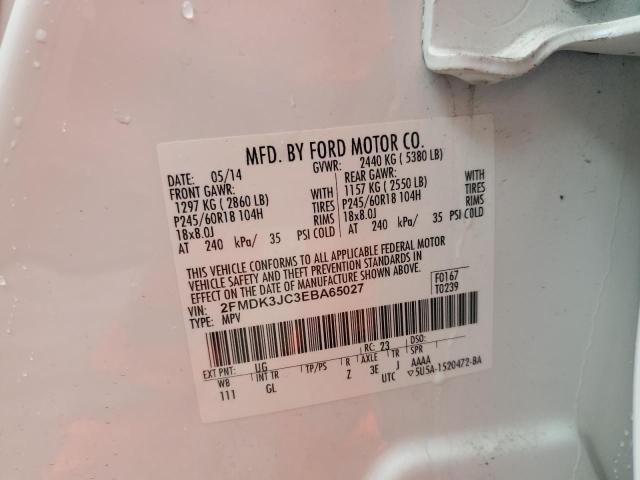 MFD. BY FORD MOTOR CO.
DATE: 05/14 GVWR: 2440 KG ( 5380 LB)
FRONT GAWR: REAR GAWR:
1297 KG ( 2860 LB) WITH 1157 KG ( 2550 LB) WITH
P245/60R18 104H TIRES P245/60R18 104H TIRES
18x8.0J RIMS 18x8.0J RIMS
AT 240 kPa/ 35 PSI COLD AT 240 kPa/ 35 PSI COLD
THIS VEHICLE CONFORMS TO ALL APPLICABLE FEDERAL MOTOR
VEHICLE SAFETY AND THEFT PREVENTION STANDARDS IN
EFFECT ON THE DATE OF MANUFACTURE SHOWN ABOVE.
VIN: 2FMDK3JC3EBA65027 F0167
TYPE: MPV T0239
EXT PNT: UG RC: 23 DSO:
WB INT TR TP/PS R AXLE TR SPR
111 GL Z 3E J AAAA
UTC ▽5U5A-1520472-BA